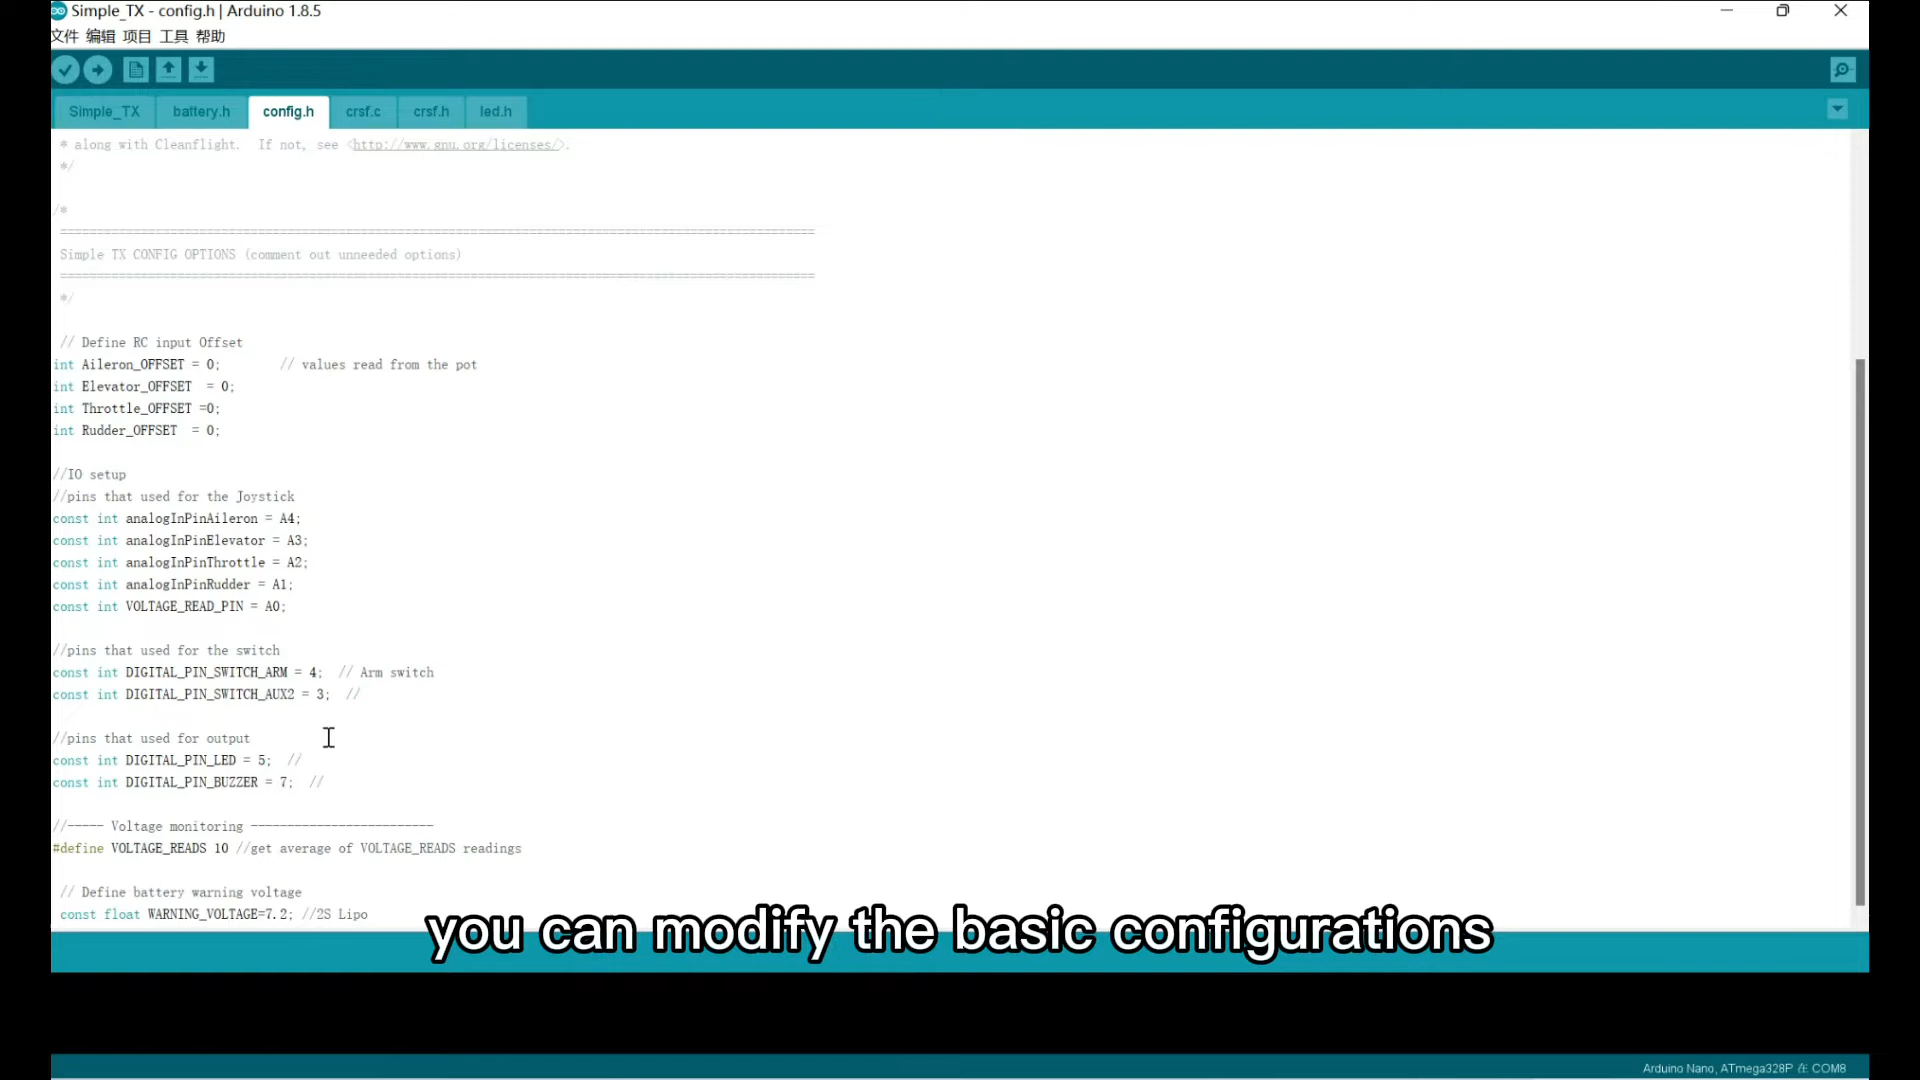 Simple_TX - config.h | Arduino 1.8.5
文件 编辑 项目 工具 帮助
Simple_TX battery.h config.h crsf.c crsf.h led.h
* along with Cleanflight.  If not, see <http://www.gnu.org/licenses/>.
*/
/*
=======================================================================================================
Simple TX CONFIG OPTIONS (comment out unneeded options)
=======================================================================================================
*/
// Define RC input Offset
int Aileron_OFFSET = 0;        // values read from the pot
int Elevator_OFFSET  = 0;
int Throttle_OFFSET =0;
int Rudder_OFFSET  = 0;
//IO setup
//pins that used for the Joystick
const int analogInPinAileron = A4;
const int analogInPinElevator = A3;
const int analogInPinThrottle = A2;
const int analogInPinRudder = A1;
const int VOLTAGE_READ_PIN = A0;
//pins that used for the switch
const int DIGITAL_PIN_SWITCH_ARM = 4;  // Arm switch
const int DIGITAL_PIN_SWITCH_AUX2 = 3;  //
//pins that used for output
const int DIGITAL_PIN_LED = 5;  //
const int DIGITAL_PIN_BUZZER = 7;  //
//----- Voltage monitoring -------------------------
#define VOLTAGE_READS 10 //get average of VOLTAGE_READS readings
// Define battery warning voltage
const float WARNING_VOLTAGE=7.2; //2S Lipo
you can modify the basic configurations
Arduino Nano, ATmega328P 在 COM8